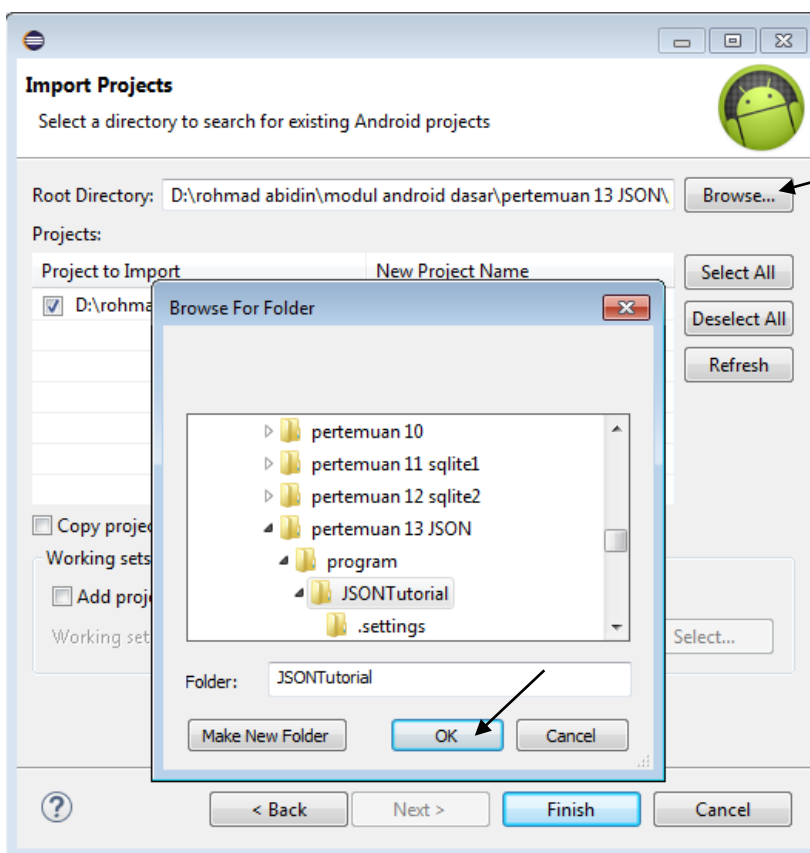 Import Projects
Select a directory to search for existing Android projects
Root Directory: D:\rohmad abidin\modul android dasar\pertemuan 13 JSON\ Browse...
Projects:
Project to Import New Project Name Select All
D:\rohma
Browse For Folder
Deselect All
Refresh
pertemuan 10
pertemuan 11 sqlite1
pertemuan 12 sqlite2
pertemuan 13 JSON
program
JSONTutorial
.settings
Copy projec
Working sets
Add proje
Working set Select...
Folder: JSONTutorial
Make New Folder OK Cancel
? < Back Next > Finish Cancel